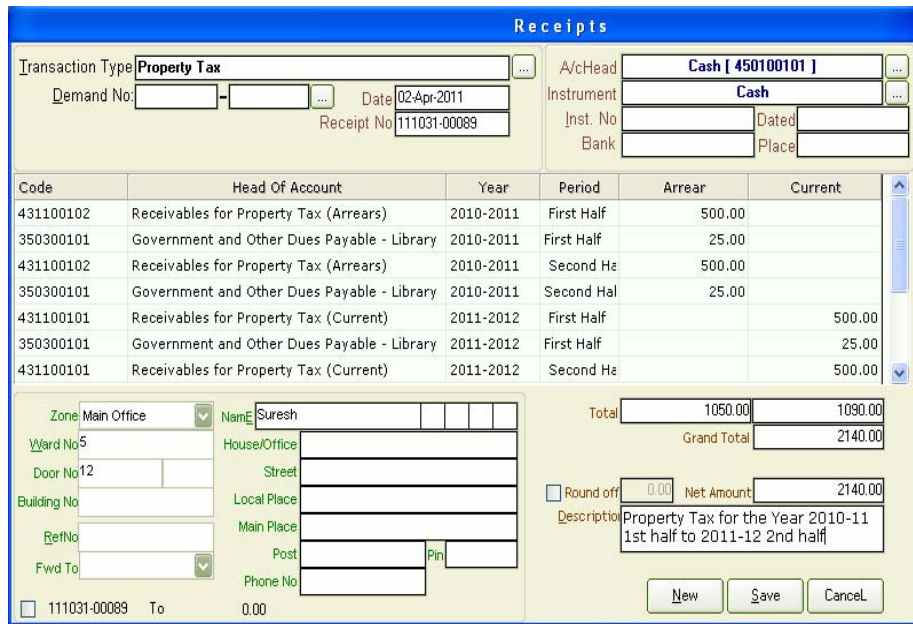 Receipts
Transaction Type Property Tax ...
Demand No: - ... Date 02-Apr-2011
Receipt No 111031-00089
A/cHead Cash [ 450100101 ] ...
Instrument Cash ...
Inst. No Dated
Bank Place
Code Head Of Account Year Period Arrear Current
431100102 Receivables for Property Tax (Arrears) 2010-2011 First Half 500.00
350300101 Government and Other Dues Payable - Library 2010-2011 First Half 25.00
431100102 Receivables for Property Tax (Arrears) 2010-2011 Second Ha 500.00
350300101 Government and Other Dues Payable - Library 2010-2011 Second Hal 25.00
431100101 Receivables for Property Tax (Current) 2011-2012 First Half 500.00
350300101 Government and Other Dues Payable - Library 2011-2012 First Half 25.00
431100101 Receivables for Property Tax (Current) 2011-2012 Second Ha 500.00
Zone Main Office
Ward No 5
Door No 12
Building No
RefNo
Fwd To
111031-00089 To 0.00
NamE Suresh
House/Office
Street
Local Place
Main Place
Post Pin
Phone No
Total 1050.00 1090.00
Grand Total 2140.00
Round off 0.00 Net Amount 2140.00
Descriptio Property Tax for the Year 2010-11
1st half to 2011-12 2nd half
New Save CanceL